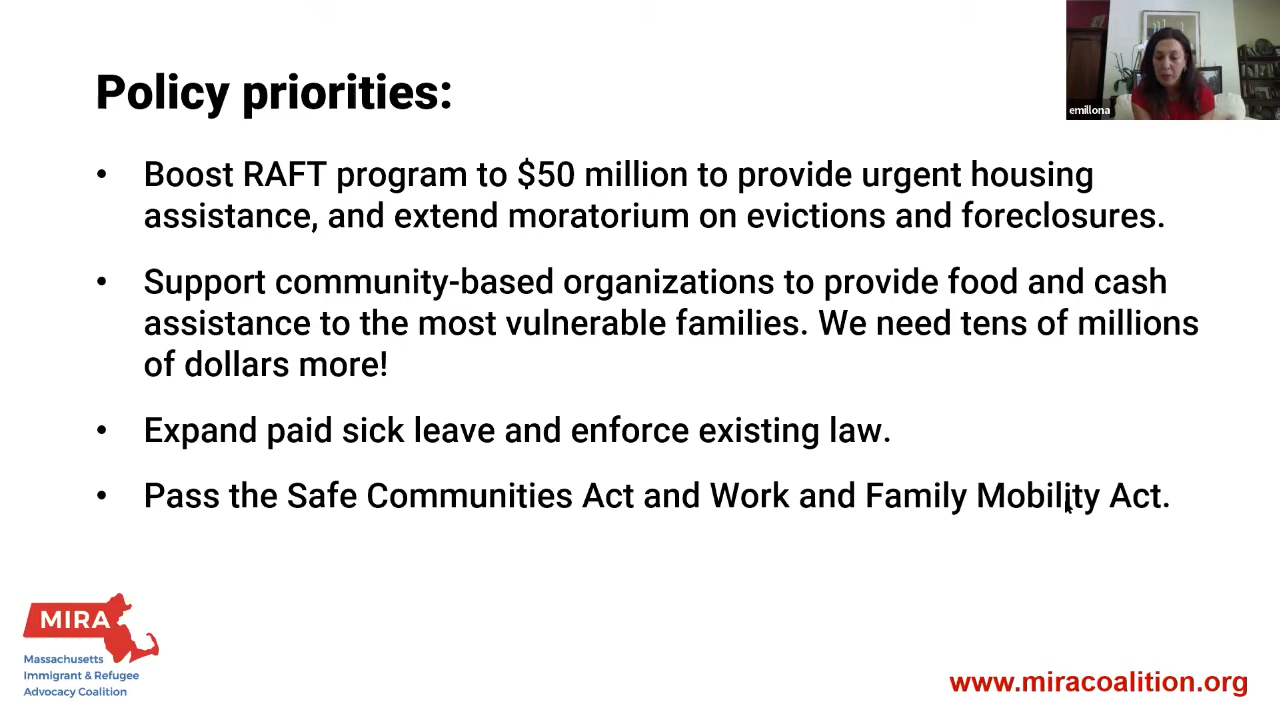 emillona
Policy priorities:
• Boost RAFT program to $50 million to provide urgent housing
assistance, and extend moratorium on evictions and foreclosures.
• Support community-based organizations to provide food and cash
assistance to the most vulnerable families. We need tens of millions
of dollars more!
• Expand paid sick leave and enforce existing law.
• Pass the Safe Communities Act and Work and Family Mobility Act.
MIRA
Massachusetts
Immigrant & Refugee
Advocacy Coalition
www.miracoalition.org